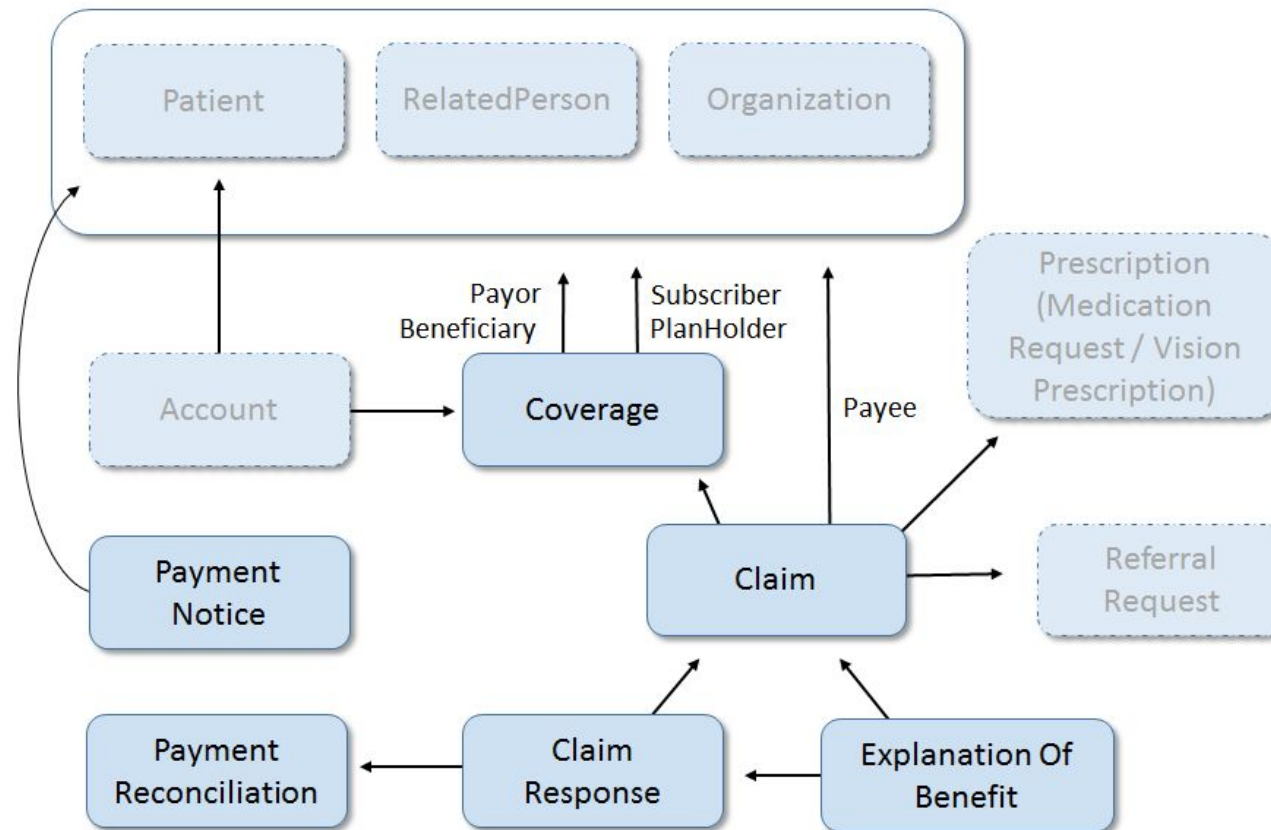 Patient
RelatedPerson
Organization
Prescription
(Medication
Request / Vision
Prescription)
Payor
Beneficiary
Subscriber
PlanHolder
Account
Coverage
Payee
Payment
Notice
Claim
Referral
Request
Payment
Reconciliation
Claim
Response
Explanation Of
Benefit